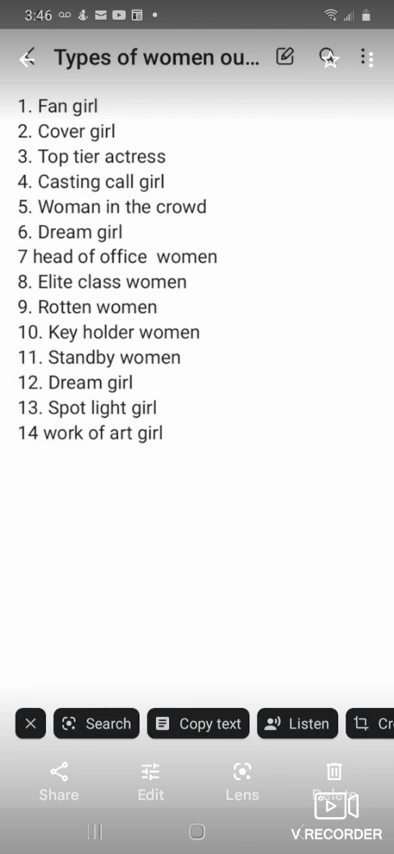 3:46
Types of women ou...
1. Fan girl
2. Cover girl
3. Top tier actress
4. Casting call girl
5. Woman in the crowd
6. Dream girl
7 head of office  women
8. Elite class women
9. Rotten women
10. Key holder women
11. Standby women
12. Dream girl
13. Spot light girl
14 work of art girl
Search
Copy text
Listen
Cr
Share
Edit
Lens
Delete
V.RECORDER